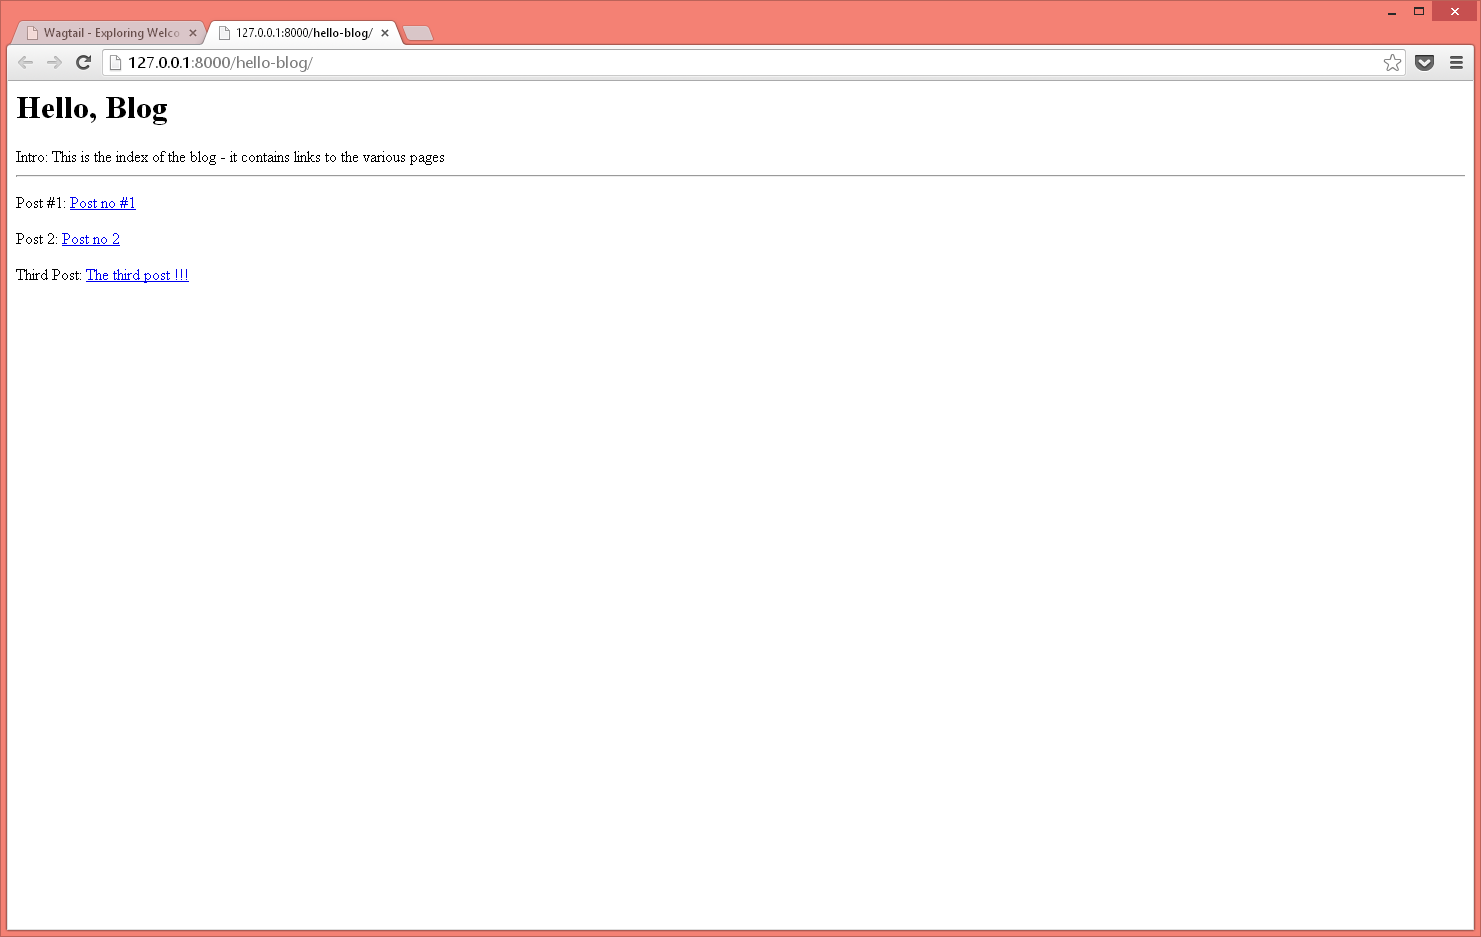 Wagtail - Exploring Welco
127.0.0.1:8000/hello-blog/
127.0.0.1:8000/hello-blog/
Hello, Blog
Intro: This is the index of the blog - it contains links to the various pages
Post #1: Post no #1
Post 2: Post no 2
Third Post: The third post !!!